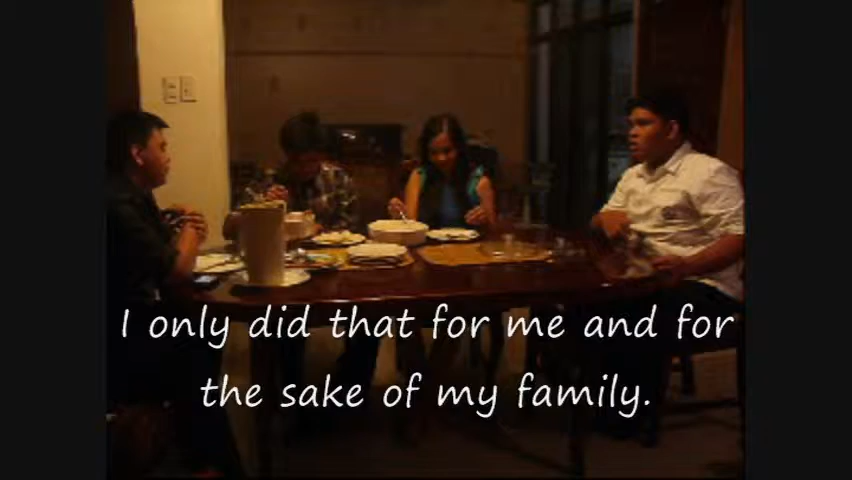 I only did that for me and for
the sake of my family.